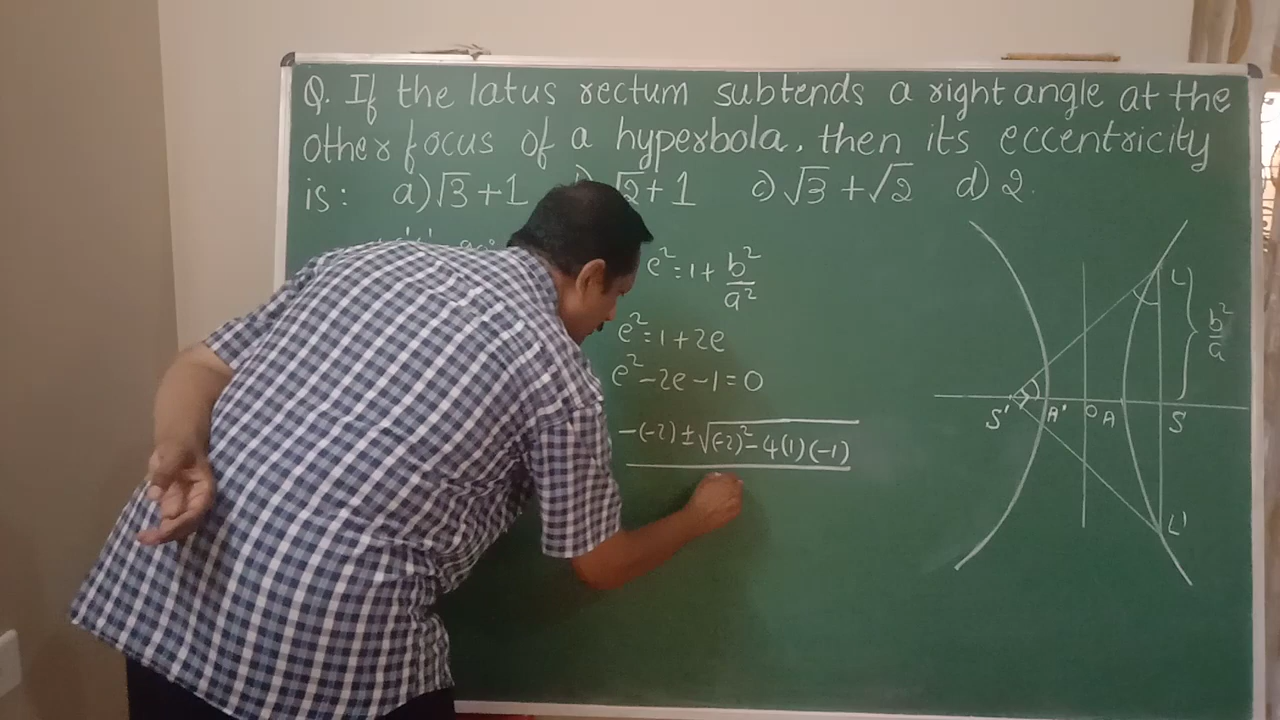 Q. If the latus rectum subtends a right angle at the
other focus of a hyperbola, then its eccentricity
is: a) √3+1 √2+1 c) √3+√2 d) 2.
e²=1+b²/a²
e²=1+2e
e²-2e-1=0
-(-2)±√(-2)²-4(1)(-1)
L
b²/a
S' A' O A S
L'